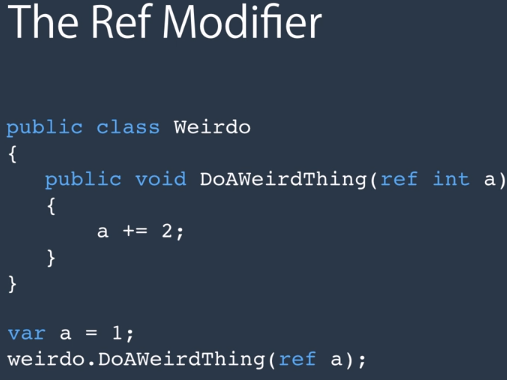 The Ref Modifier
public class Weirdo
{
public void DoAWeirdThing(ref int a)
{
a += 2;
}
}
var a = 1;
weirdo.DoAWeirdThing(ref a);